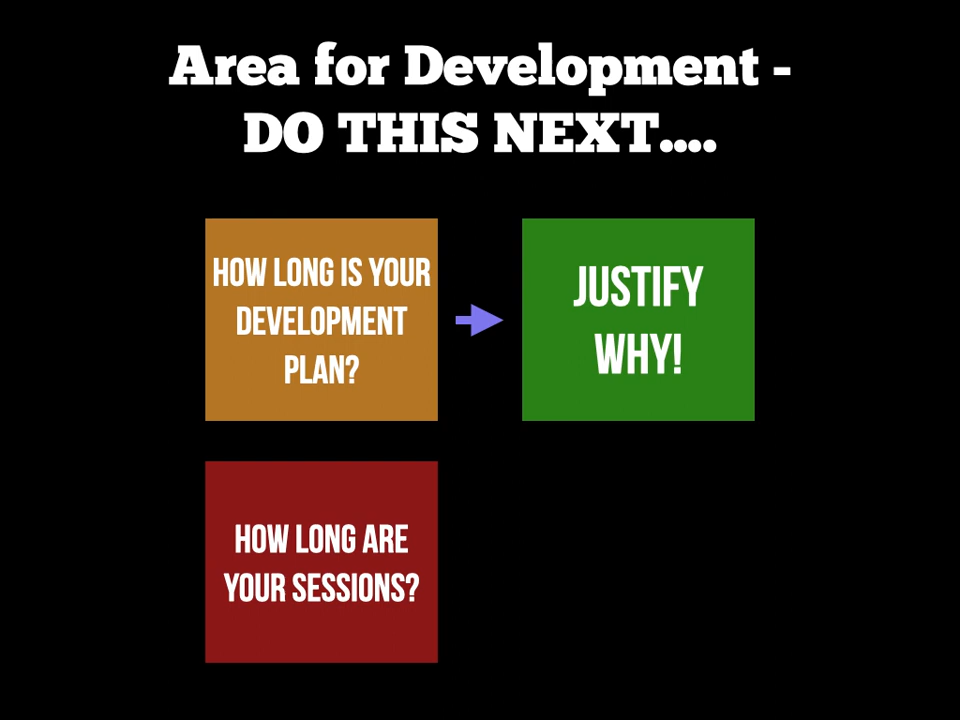 Area for Development -
DO THIS NEXT....
HOW LONG IS YOUR
DEVELOPMENT
PLAN?
JUSTIFY
WHY!
HOW LONG ARE
YOUR SESSIONS?